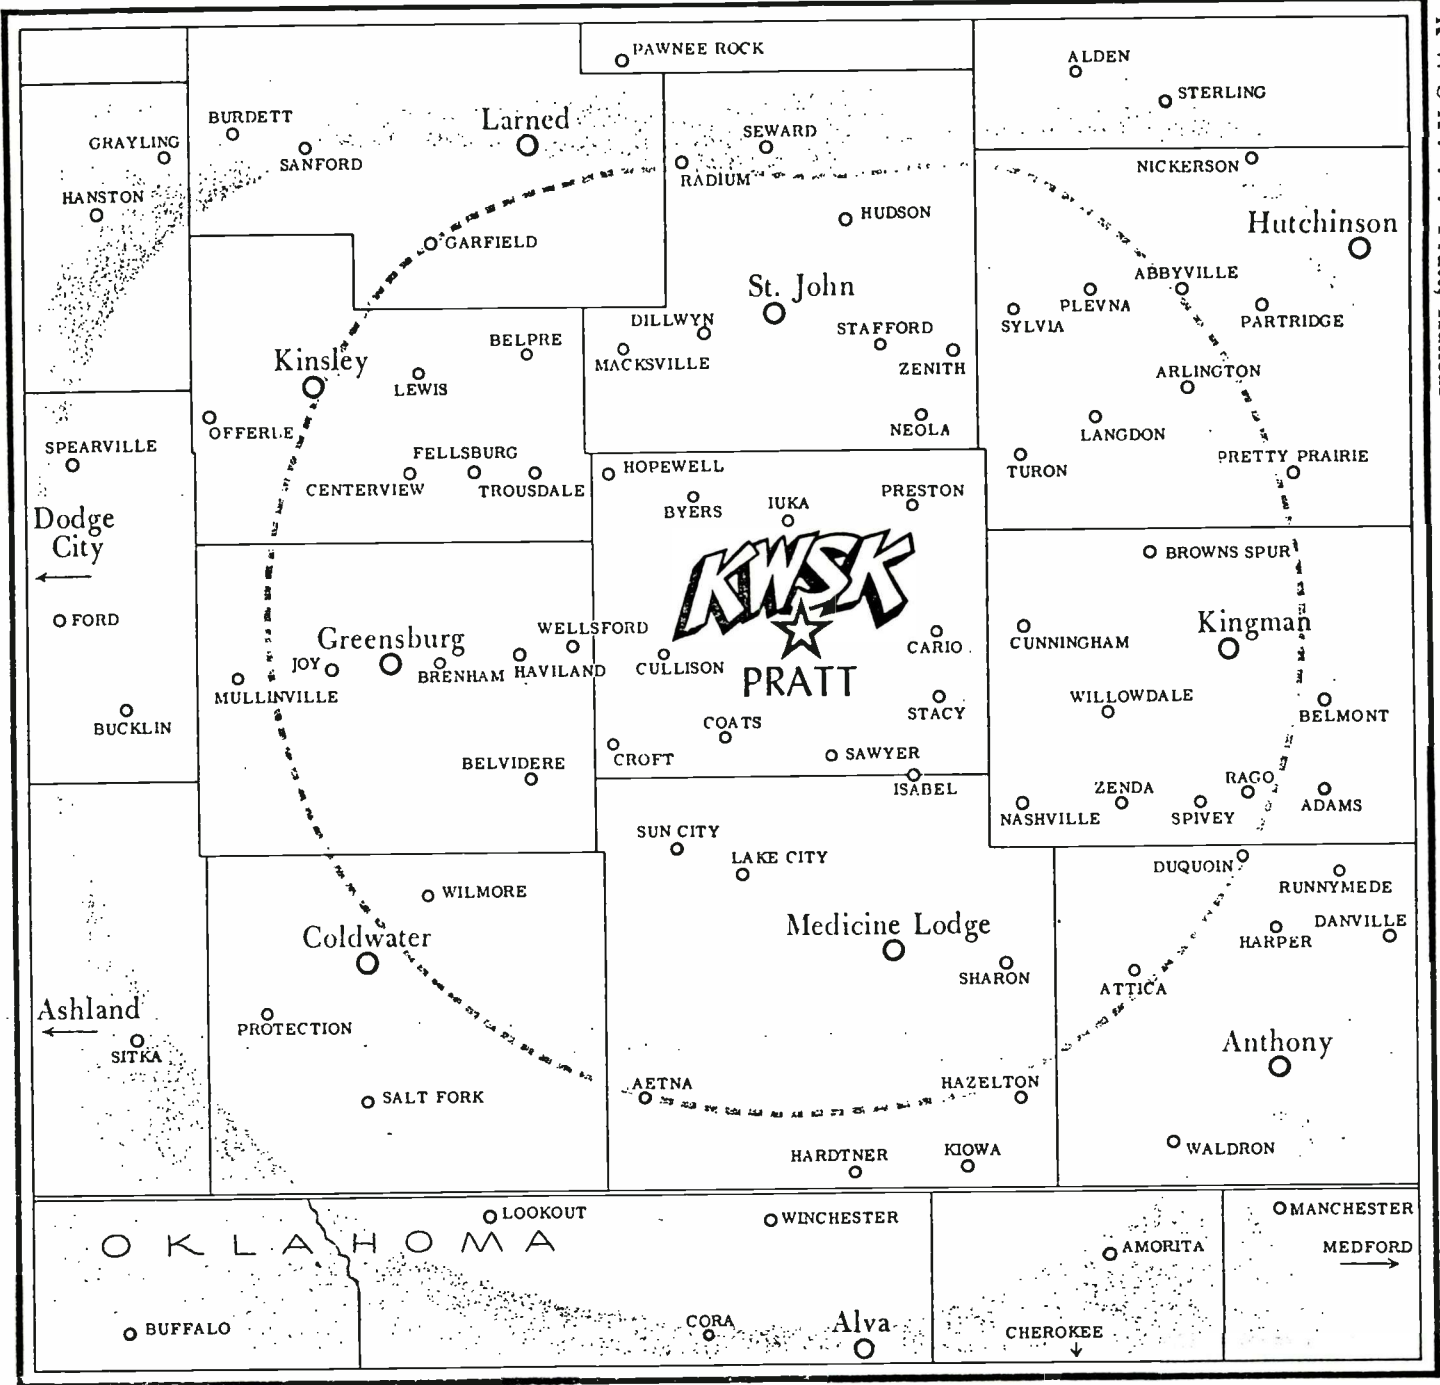 PAWNEE ROCK
ALDEN
STERLING
BURDETT
Larned
SEWARD
GRAYLING
SANFORD
RADIUM
NICKERSON
HANSTON
HUDSON
Hutchinson
GARFIELD
ABBYVILLE
St. John
PLEVNA
DILLWYN
STAFFORD
SYLVIA
PARTRIDGE
BELPRE
Kinsley
MACKSVILLE
ZENITH
ARLINGTON
LEWIS
OFFERLE
NEOLA
LANGDON
SPEARVILLE
FELLSBURG
HOPEWELL
TURON
PRETTY PRAIRIE
CENTERVIEW
TROUSDALE
BYERS
IUKA
PRESTON
Dodge
City
KWSK
BROWNS SPUR
FORD
WELLSFORD
Greensburg
CARIO
CUNNINGHAM
Kingman
JOY
BRENHAM
HAVILAND
CULLISON
PRATT
MULLINVILLE
WILLOWDALE
BUCKLIN
COATS
STACY
BELMONT
BELVIDERE
CROFT
SAWYER
ISABEL
ZENDA
RAGO
NASHVILLE
SPIVEY
ADAMS
SUN CITY
LAKE CITY
DUQUOIN
RUNNYMEDE
WILMORE
Coldwater
Medicine Lodge
HARPER
DANVILLE
SHARON
ATTICA
Ashland
PROTECTION
SITKA
Anthony
AETNA
HAZELTON
SALT FORK
HARDTNER
KIOWA
WALDRON
LOOKOUT
WINCHESTER
MANCHESTER
OKLAHOMA
AMORITA
MEDFORD
BUFFALO
CORA
Alva
CHEROKEE